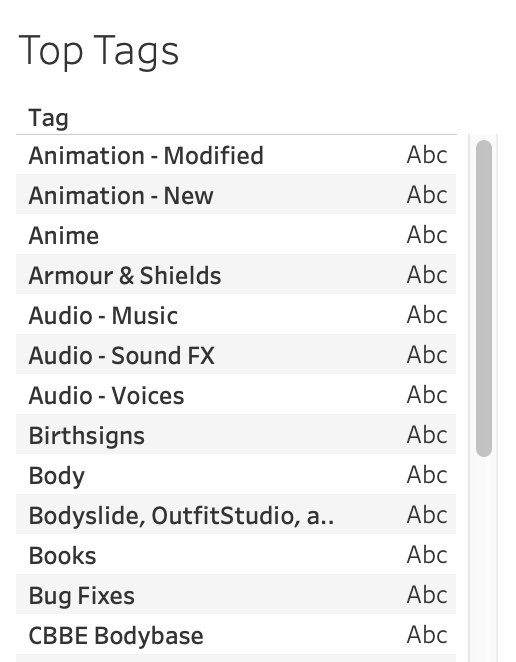 Top Tags
Tag
Animation - Modified Abc
Animation - New Abc
Anime Abc
Armour & Shields Abc
Audio - Music Abc
Audio - Sound FX Abc
Audio - Voices Abc
Birthsigns Abc
Body Abc
Bodyslide, OutfitStudio, a.. Abc
Books Abc
Bug Fixes Abc
CBBE Bodybase Abc